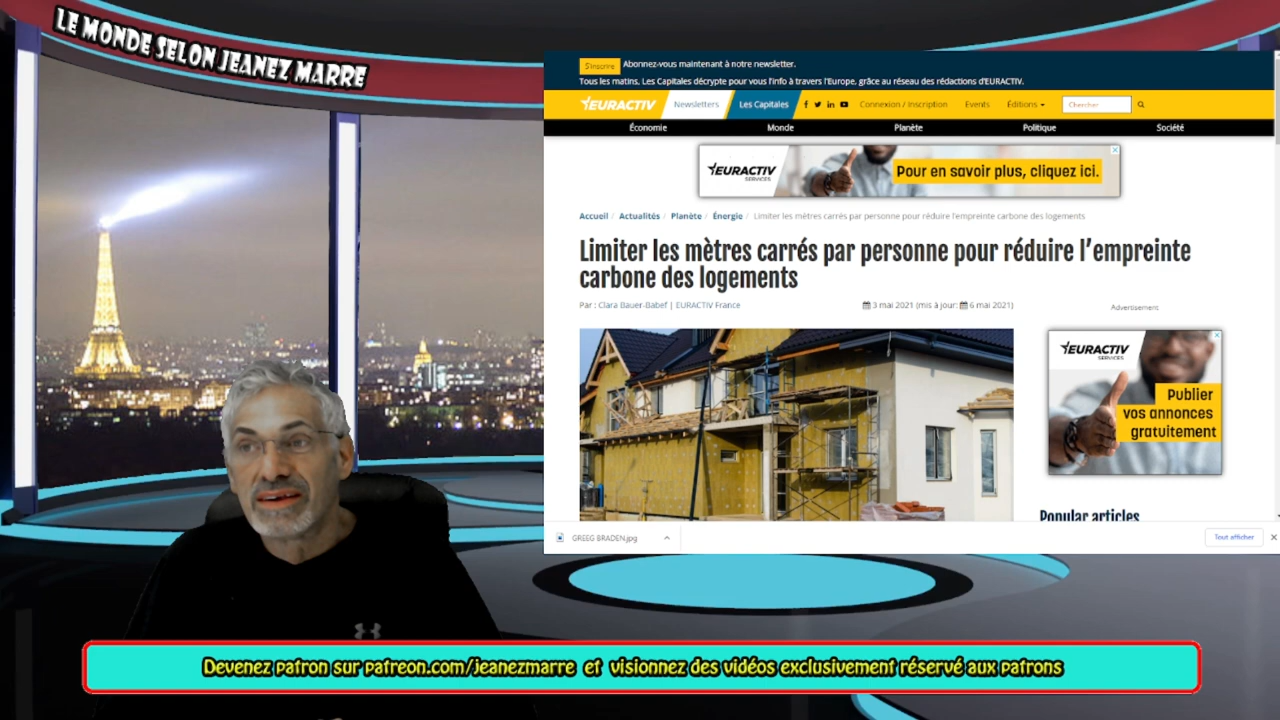 LE MONDE SELON JEANEZ MARRE
S'inscrire Abonnez-vous maintenant à notre newsletter.
Tous les matins, Les Capitales décrypte pour vous l'info à travers l'Europe, grâce au réseau des rédactions d'EURACTIV.
EURACTIV Newsletters Les Capitales Connexion / Inscription Events Éditions Chercher
Économie Monde Planète Politique Société
EURACTIV SERVICES Pour en savoir plus, cliquez ici.
Accueil / Actualités / Planète / Énergie / Limiter les mètres carrés par personne pour réduire l'empreinte carbone des logements
Limiter les mètres carrés par personne pour réduire l'empreinte
carbone des logements
Par : Clara Bauer-Babef | EURACTIV France 3 mai 2021 (mis à jour: 6 mai 2021)
Advertisement
EURACTIV
SERVICES
Publier
vos annonces
gratuitement
Popular articles
GREEG BRADEN.jpg
Tout afficher
Devenez patron sur patreon.com/jeanezmarre et visionnez des vidéos exclusivement réservé aux patrons